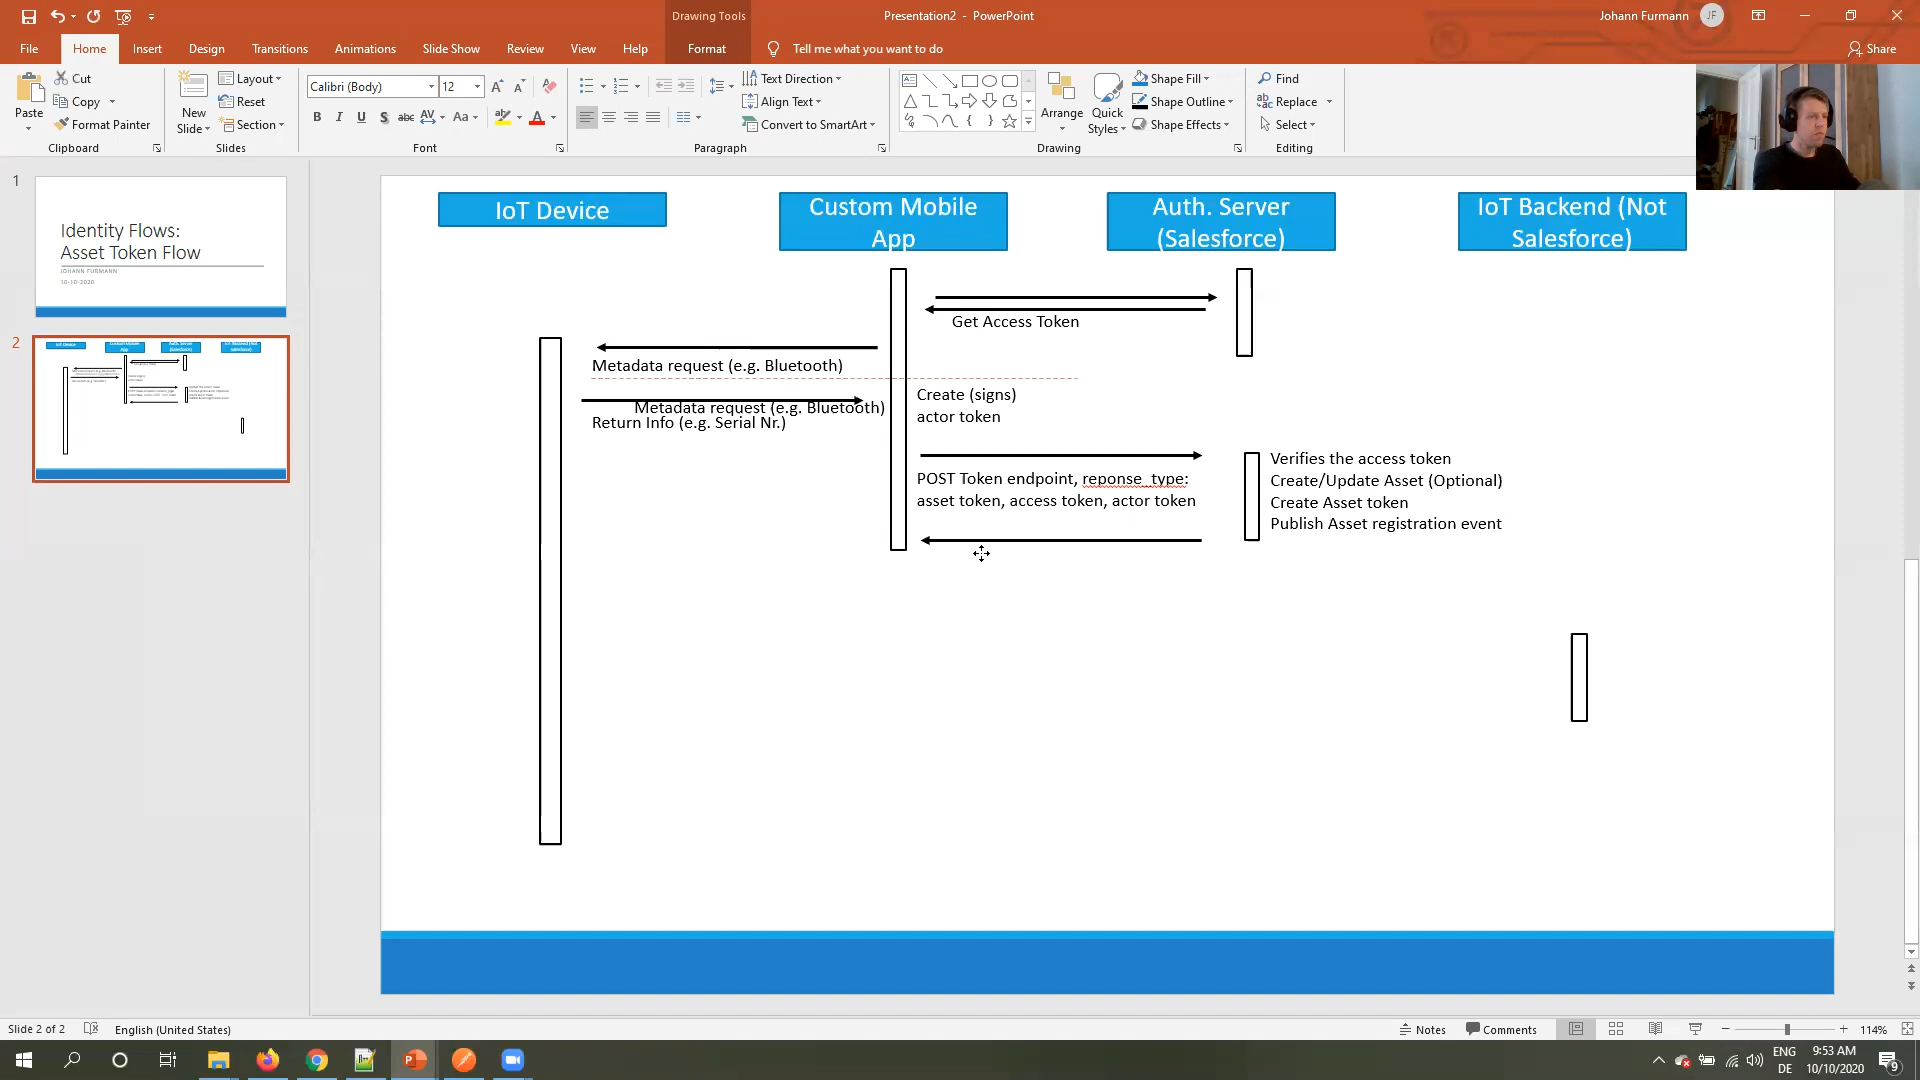 Drawing Tools
Presentation2 - PowerPoint
Johann Furmann
JF
File
Home
Insert
Design
Transitions
Animations
Slide Show
Review
View
Help
Format
Tell me what you want to do
Share
Paste
Cut
Copy
Format Painter
Clipboard
New
Slide
Layout
Reset
Section
Slides
Calibri (Body)
12
B I U S abc AV Aa
Font
Text Direction
Align Text
Convert to SmartArt
Paragraph
Arrange
Quick
Styles
Shape Fill
Shape Outline
Shape Effects
Drawing
Find
Replace
Select
Editing
1
Identity Flows:
Asset Token Flow
JOHANN FURMANN
10-10-2020
2
IoT Device
Custom Mobile
App
Auth. Server
(Salesforce)
IoT Backend (Not
Salesforce)
Get Access Token
Metadata request (e.g. Bluetooth)
Create (signs)
actor token
Metadata request (e.g. Bluetooth)
Return Info (e.g. Serial Nr.)
POST Token endpoint, reponse_type:
asset token, access token, actor token
Verifies the access token
Create/Update Asset (Optional)
Create Asset token
Publish Asset registration event
Slide 2 of 2
English (United States)
Notes
Comments
114%
ENG
DE
9:53 AM
10/10/2020
9